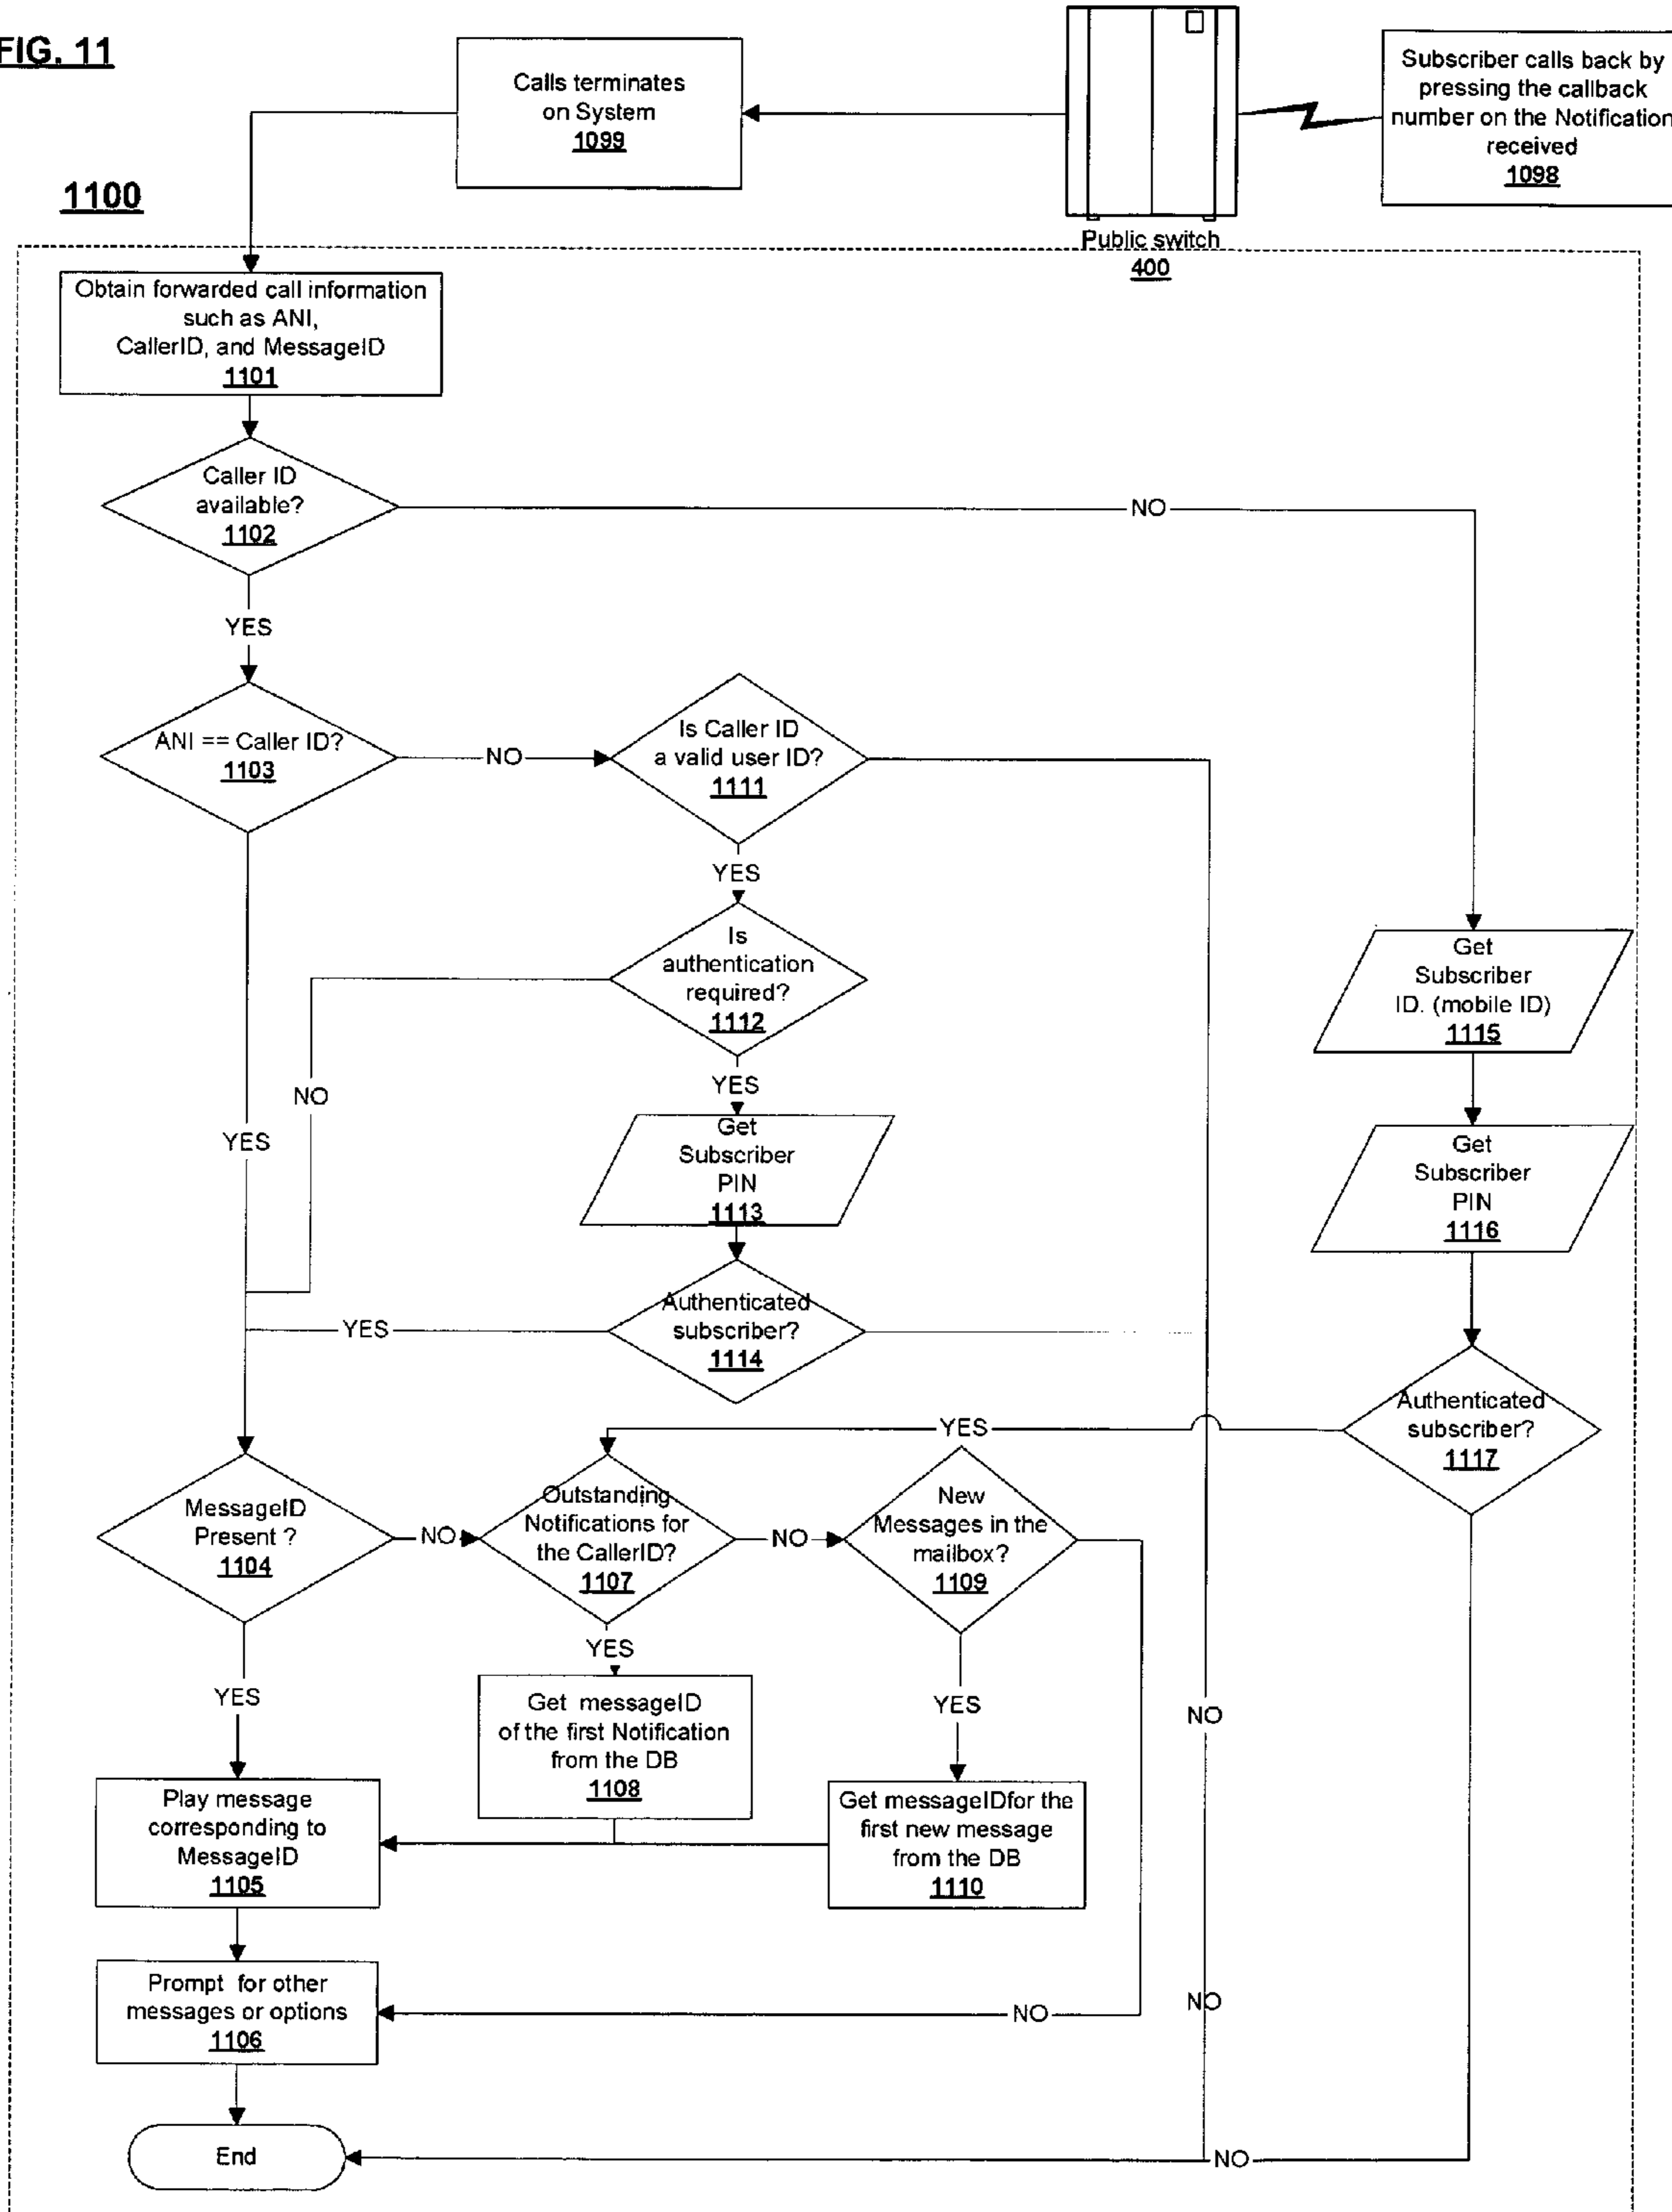 FIG. 11
Calls terminates
on System
1099
Subscriber calls back by
pressing the callback
number on the Notification
received
1098
1100
Public switch
400
Obtain forwarded call information
such as ANI,
CallerID, and MessageID
1101
Caller ID
available?
1102
NO
YES
ANI == Caller ID?
1103
NO
Is Caller ID
a valid user ID?
1111
YES
Is
authentication
required?
1112
Get
Subscriber
ID. (mobile ID)
1115
YES
NO
YES
Get
Subscriber
PIN
1113
Get
Subscriber
PIN
1116
Authenticated
subscriber?
1114
YES
Authenticated
subscriber?
1117
YES
MessageID
Present ?
1104
NO
Outstanding
Notifications for
the CallerID?
1107
NO
New
Messages in the
mailbox?
1109
YES
YES
YES
NO
Get messageID
of the first Notification
from the DB
1108
Play message
corresponding to
MessageID
1105
Get messageIDfor the
first new message
from the DB
1110
Prompt for other
messages or options
1106
NO
NO
End
NO